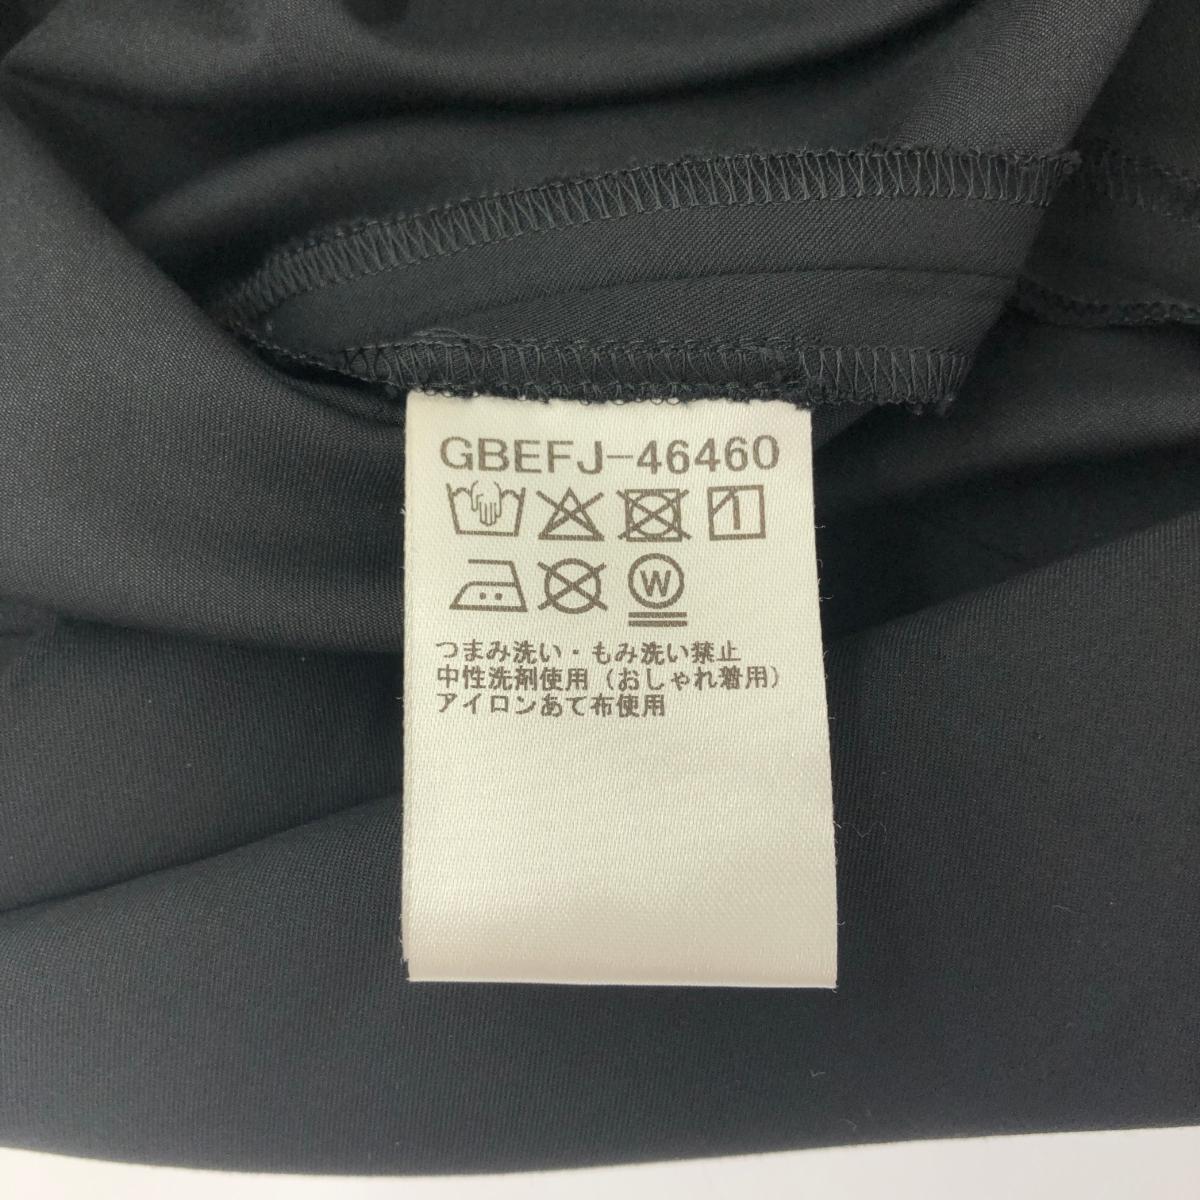 GBEFJ-46460
W
つまみ洗い・もみ洗い禁止
中性洗剤使用（おしゃれ着用）
アイロンあて布使用